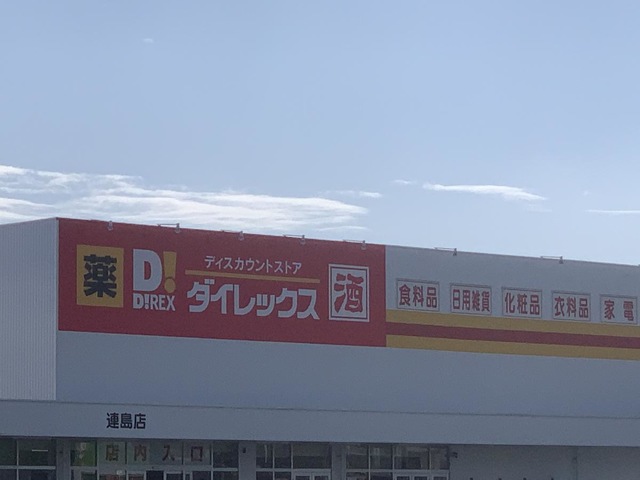 薬
D!
D!REX
ディスカウントストア
ダイレックス
酒
食料品
日用雑貨
化粧品
衣料品
家電
連島店
店内入口